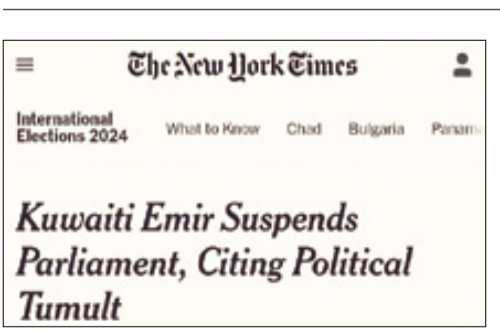 The New York Times
International
Elections 2024
What to Know Chad Bulgaria Panam
Kuwaiti Emir Suspends
Parliament, Citing Political
Tumult